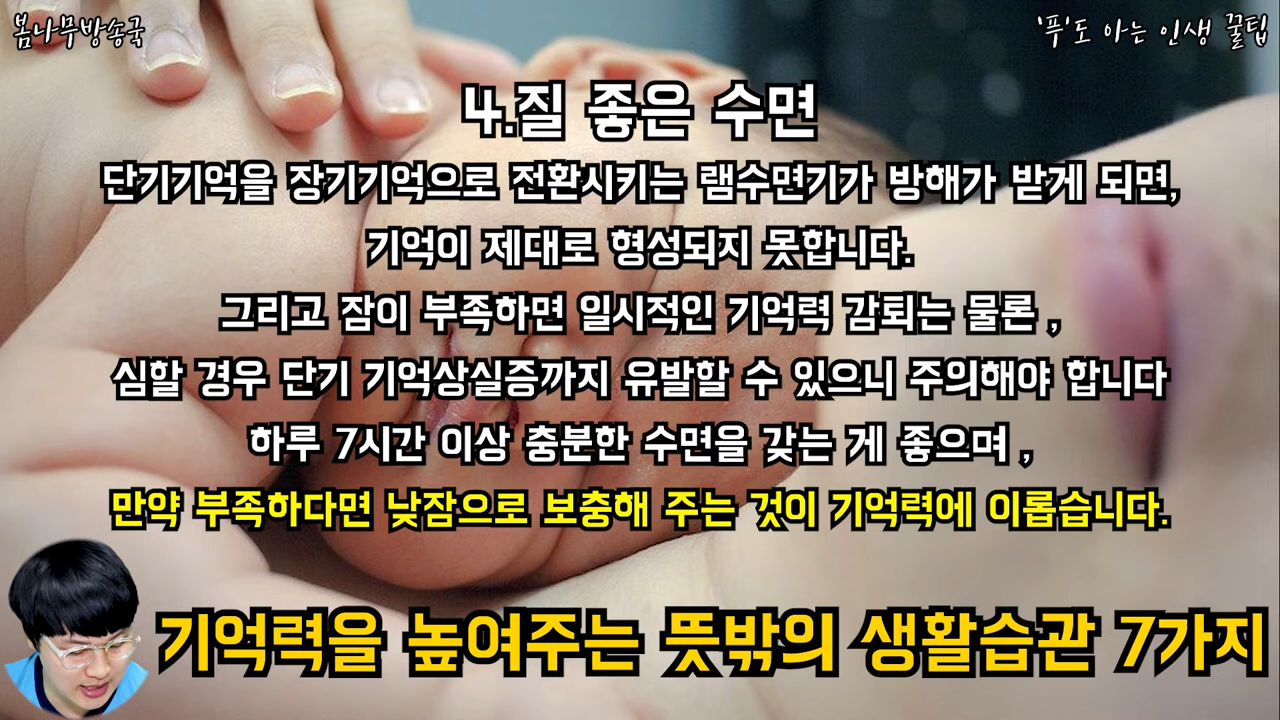 봄나무방송국
'푸'도 아는 인생 꿀팁
4.질 좋은 수면
단기기억을 장기기억으로 전환시키는 램수면기가 방해가 받게 되면,
기억이 제대로 형성되지 못합니다.
그리고 잠이 부족하면 일시적인 기억력 감퇴는 물론 ,
심할 경우 단기 기억상실증까지 유발할 수 있으니 주의해야 합니다
하루 7시간 이상 충분한 수면을 갖는 게 좋으며 ,
만약 부족하다면 낮잠으로 보충해 주는 것이 기억력에 이롭습니다.
기억력을 높여주는 뜻밖의 생활습관 7가지